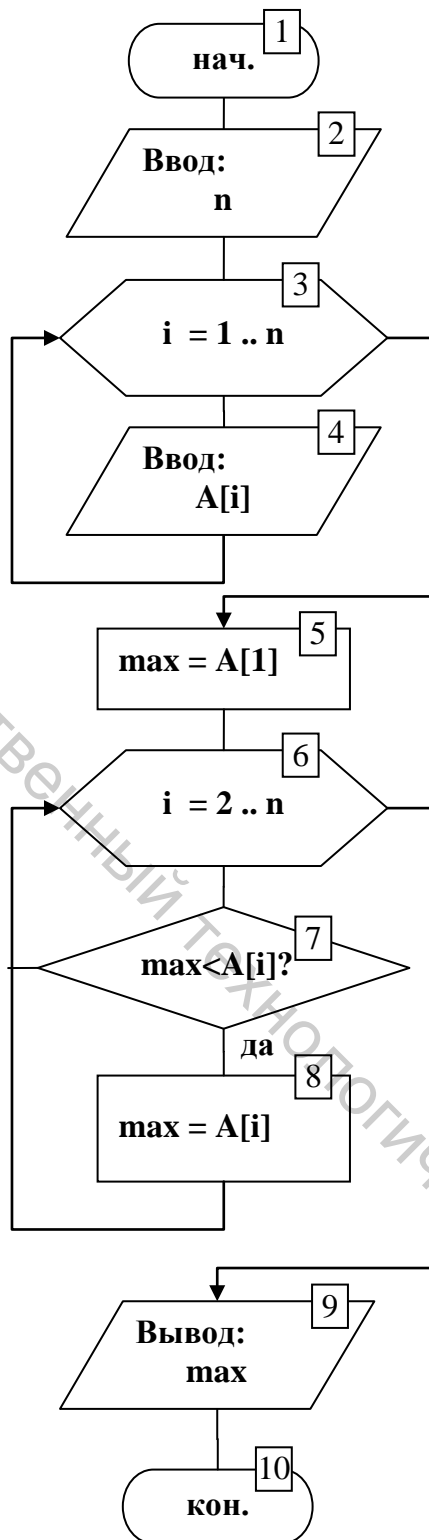 1
нач.
2
Ввод:
n
3
i = 1 .. n
4
Ввод:
A[i]
5
max = A[1]
6
i = 2 .. n
7
max<A[i]?
да
8
max = A[i]
9
Вывод:
max
10
кон.